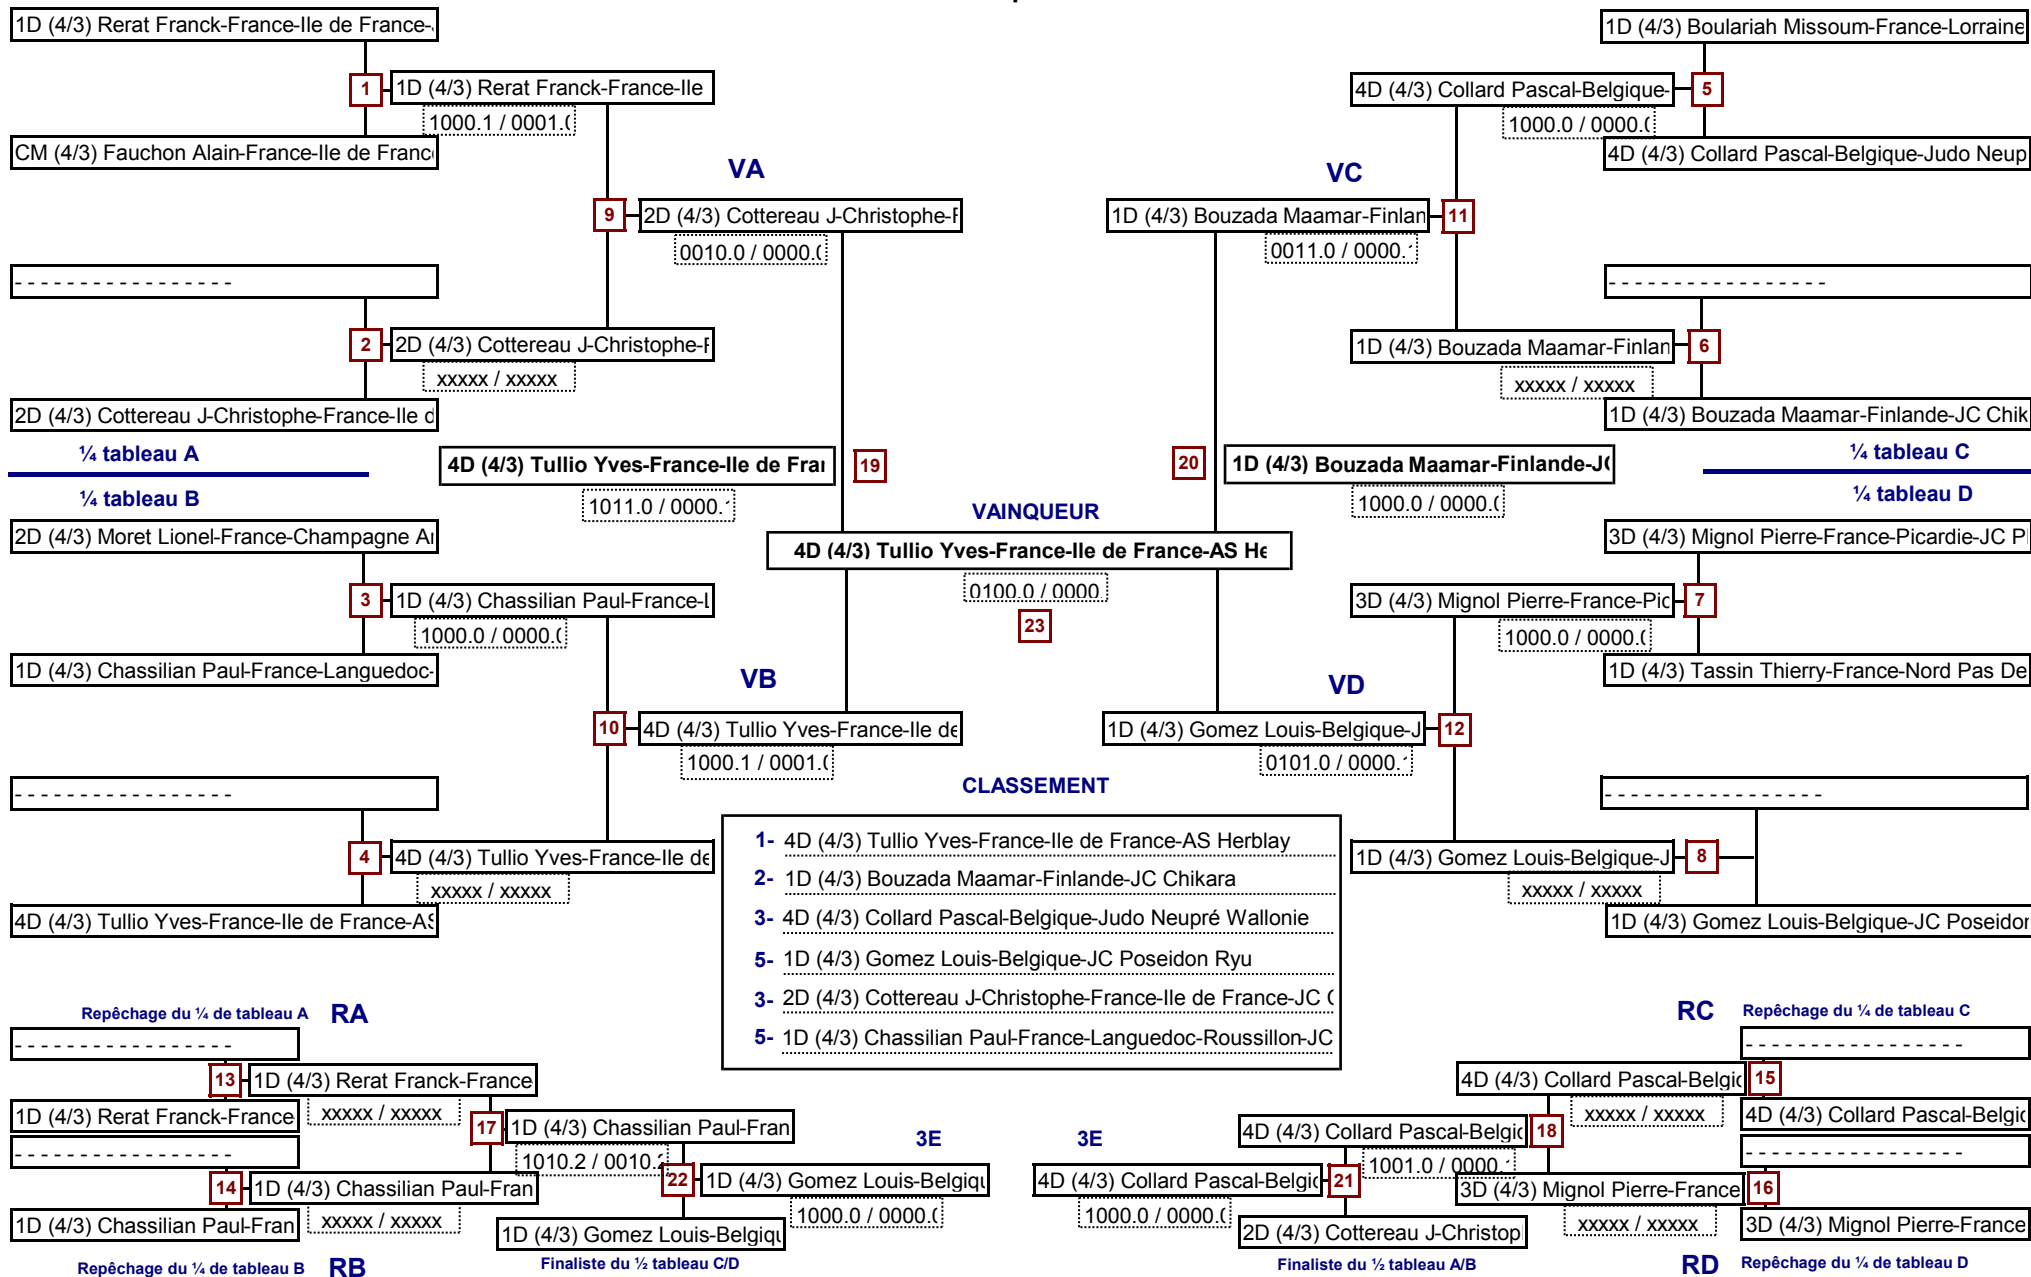 1D (4/3) Rerat Franck-France-Ile de France-
1
1D (4/3) Rerat Franck-France-Ile
1000.1 / 0001.
CM (4/3) Fauchon Alain-France-Ile de Franc
VA
9
2D (4/3) Cottereau J-Christophe-
0010.0 / 0000.
- - - - - - - - - - - - - - - - -
2
2D (4/3) Cottereau J-Christophe-
xxxxx / xxxxx
2D (4/3) Cottereau J-Christophe-France-Ile d
¼ tableau A
¼ tableau B
4D (4/3) Tullio Yves-France-Ile de Fra
19
1011.0 / 0000.
2D (4/3) Moret Lionel-France-Champagne A
3
1D (4/3) Chassilian Paul-France-L
1000.0 / 0000.
1D (4/3) Chassilian Paul-France-Languedoc-
VB
10
4D (4/3) Tullio Yves-France-Ile de
1000.1 / 0001.
- - - - - - - - - - - - - - - - -
4
4D (4/3) Tullio Yves-France-Ile de
xxxxx / xxxxx
4D (4/3) Tullio Yves-France-Ile de France-AS
1D (4/3) Boulariah Missoum-France-Lorraine
4D (4/3) Collard Pascal-Belgique-
5
1000.0 / 0000.
4D (4/3) Collard Pascal-Belgique-Judo Neup
VC
1D (4/3) Bouzada Maamar-Finlan
11
0011.0 / 0000.
- - - - - - - - - - - - - - - - -
1D (4/3) Bouzada Maamar-Finlan
6
xxxxx / xxxxx
1D (4/3) Bouzada Maamar-Finlande-JC Chik
20
1D (4/3) Bouzada Maamar-Finlande-J
1000.0 / 0000.
¼ tableau C
¼ tableau D
VAINQUEUR
4D (4/3) Tullio Yves-France-Ile de France-AS He
0100.0 / 0000.
23
3D (4/3) Mignol Pierre-France-Picardie-JC P
3D (4/3) Mignol Pierre-France-Pic
7
1000.0 / 0000.
1D (4/3) Tassin Thierry-France-Nord Pas De
VD
1D (4/3) Gomez Louis-Belgique-J
12
0101.0 / 0000.
- - - - - - - - - - - - - - - - -
1D (4/3) Gomez Louis-Belgique-J
8
xxxxx / xxxxx
1D (4/3) Gomez Louis-Belgique-JC Poseidon
CLASSEMENT
1- 4D (4/3) Tullio Yves-France-Ile de France-AS Herblay
2- 1D (4/3) Bouzada Maamar-Finlande-JC Chikara
3- 4D (4/3) Collard Pascal-Belgique-Judo Neupré Wallonie
5- 1D (4/3) Gomez Louis-Belgique-JC Poseidon Ryu
3- 2D (4/3) Cottereau J-Christophe-France-Ile de France-JC
5- 1D (4/3) Chassilian Paul-France-Languedoc-Roussillon-JC
Repêchage du ¼ de tableau A RA
- - - - - - - - - - - - - - - - -
13
1D (4/3) Rerat Franck-France
1D (4/3) Rerat Franck-France
xxxxx / xxxxx
- - - - - - - - - - - - - - - - -
17
1D (4/3) Chassilian Paul-Fran
1010.2 / 0010.
14
1D (4/3) Chassilian Paul-Fran
1D (4/3) Chassilian Paul-Fran
xxxxx / xxxxx
22
1D (4/3) Gomez Louis-Belgiqu
1000.0 / 0000.
1D (4/3) Gomez Louis-Belgiqu
Finaliste du ½ tableau C/D
Repêchage du ¼ de tableau B RB
3E
3E
RC Repêchage du ¼ de tableau C
- - - - - - - - - - - - - - - - -
4D (4/3) Collard Pascal-Belgic
15
xxxxx / xxxxx
4D (4/3) Collard Pascal-Belgic
4D (4/3) Collard Pascal-Belgic
18
1001.0 / 0000.
- - - - - - - - - - - - - - - - -
4D (4/3) Collard Pascal-Belgic
21
1000.0 / 0000.
3D (4/3) Mignol Pierre-France
16
xxxxx / xxxxx
3D (4/3) Mignol Pierre-France
2D (4/3) Cottereau J-Christop
Finaliste du ½ tableau A/B
RD Repêchage du ¼ de tableau D